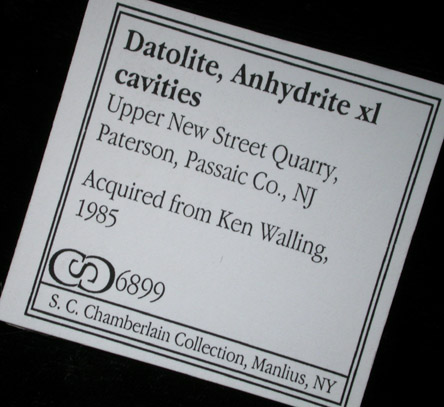 Datolite, Anhydrite xl
cavities
Upper New Street Quarry,
Paterson, Passaic Co., NJ
Acquired from Ken Walling,
1985
CSC 6899
S. C. Chamberlain Collection, Manlius, NY